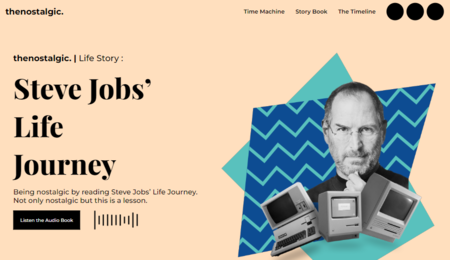 thenostalgic.
Time Machine Story Book The Timeline
thenostalgic. | Life Story :
Steve Jobs’
Life
Journey
Being nostalgic by reading Steve Jobs’ Life Journey.
Not only nostalgic but this is a lesson.
Listen the Audio Book